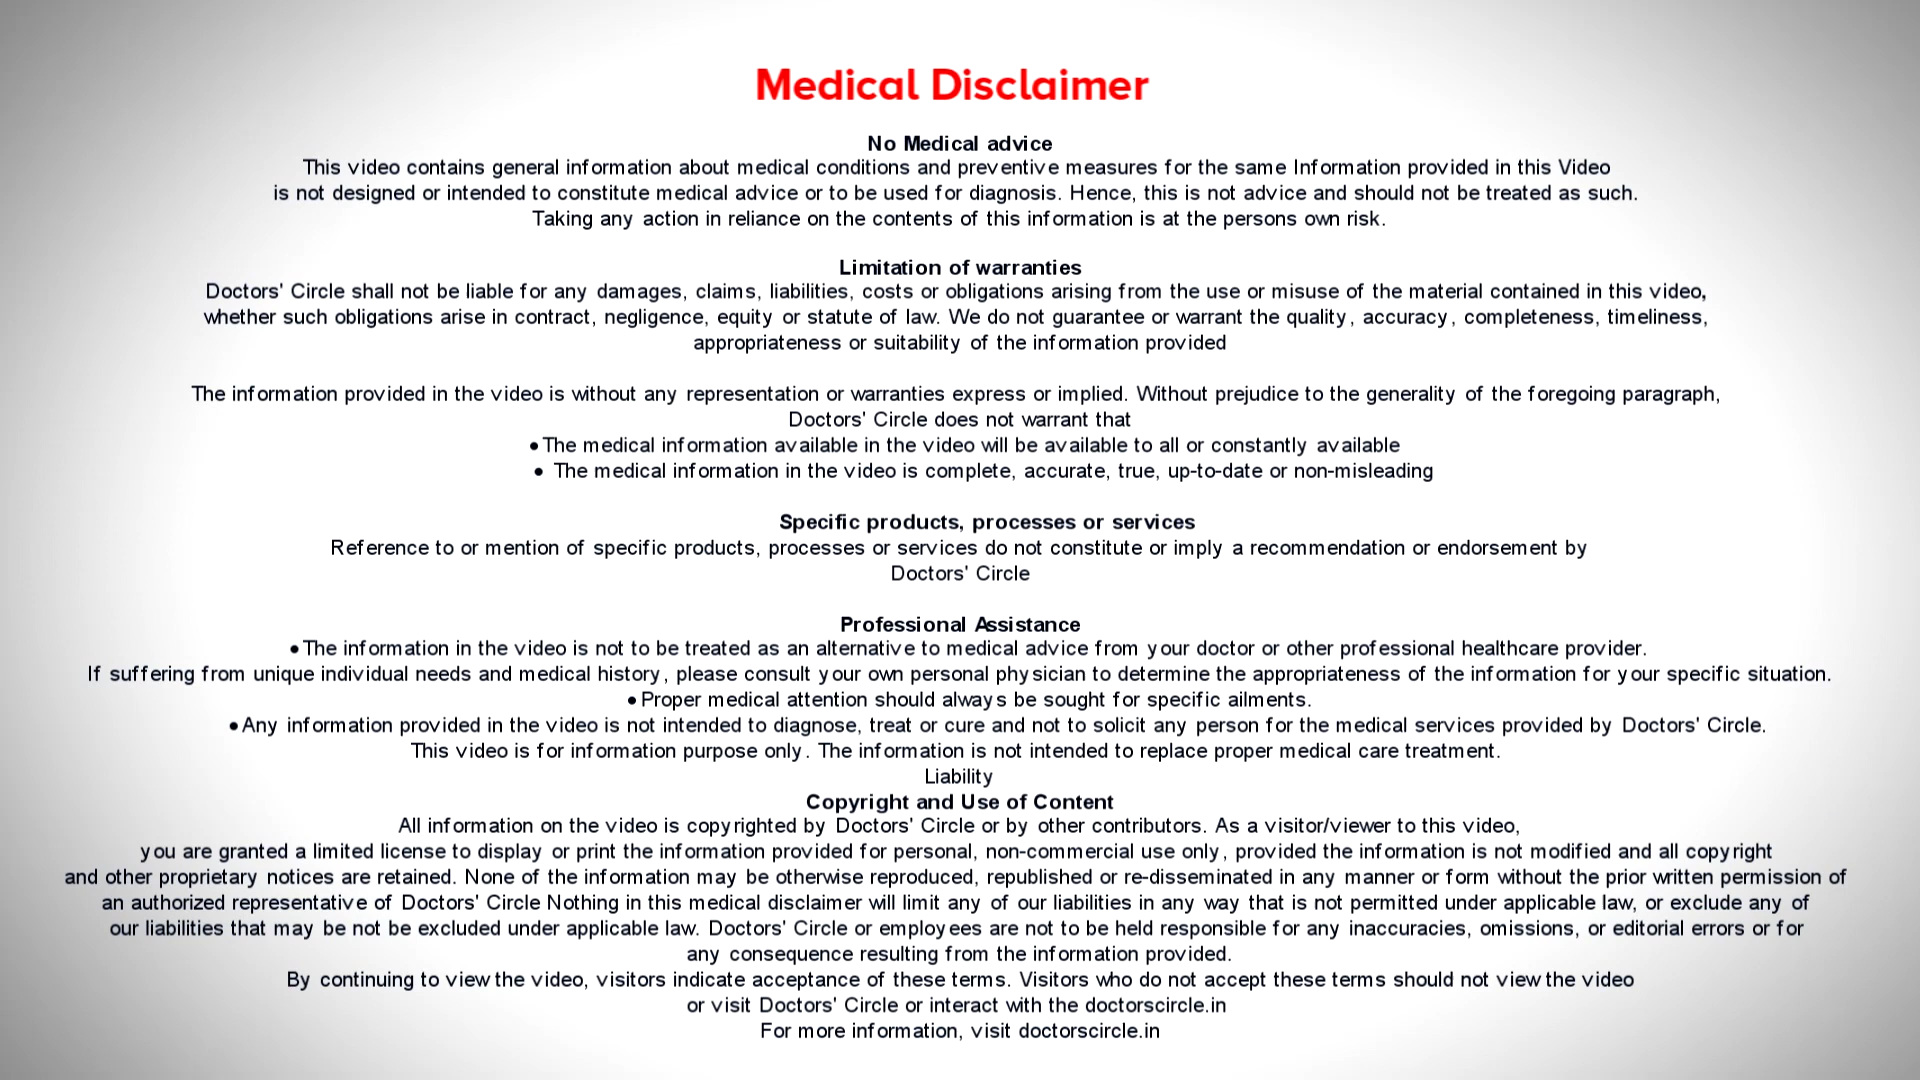 Medical Disclaimer
No Medical advice
This video contains general information about medical conditions and preventive measures for the same Information provided in this Video
is not designed or intended to constitute medical advice or to be used for diagnosis. Hence, this is not advice and should not be treated as such.
Taking any action in reliance on the contents of this information is at the persons own risk.
Limitation of warranties
Doctors' Circle shall not be liable for any damages, claims, liabilities, costs or obligations arising from the use or misuse of the material contained in this video,
whether such obligations arise in contract, negligence, equity or statute of law. We do not guarantee or warrant the quality, accuracy, completeness, timeliness,
appropriateness or suitability of the information provided
The information provided in the video is without any representation or warranties express or implied. Without prejudice to the generality of the foregoing paragraph,
Doctors' Circle does not warrant that
•The medical information available in the video will be available to all or constantly available
• The medical information in the video is complete, accurate, true, up-to-date or non-misleading
Specific products, processes or services
Reference to or mention of specific products, processes or services do not constitute or imply a recommendation or endorsement by
Doctors' Circle
Professional Assistance
•The information in the video is not to be treated as an alternative to medical advice from your doctor or other professional healthcare provider.
If suffering from unique individual needs and medical history, please consult your own personal physician to determine the appropriateness of the information for your specific situation.
•Proper medical attention should always be sought for specific ailments.
•Any information provided in the video is not intended to diagnose, treat or cure and not to solicit any person for the medical services provided by Doctors' Circle.
This video is for information purpose only. The information is not intended to replace proper medical care treatment.
Liability
Copyright and Use of Content
All information on the video is copyrighted by Doctors' Circle or by other contributors. As a visitor/viewer to this video,
you are granted a limited license to display or print the information provided for personal, non-commercial use only, provided the information is not modified and all copyright
and other proprietary notices are retained. None of the information may be otherwise reproduced, republished or re-disseminated in any manner or form without the prior written permission of
an authorized representative of Doctors' Circle Nothing in this medical disclaimer will limit any of our liabilities in any way that is not permitted under applicable law, or exclude any of
our liabilities that may be not be excluded under applicable law. Doctors' Circle or employees are not to be held responsible for any inaccuracies, omissions, or editorial errors or for
any consequence resulting from the information provided.
By continuing to view the video, visitors indicate acceptance of these terms. Visitors who do not accept these terms should not view the video
or visit Doctors' Circle or interact with the doctorscircle.in
For more information, visit doctorscircle.in